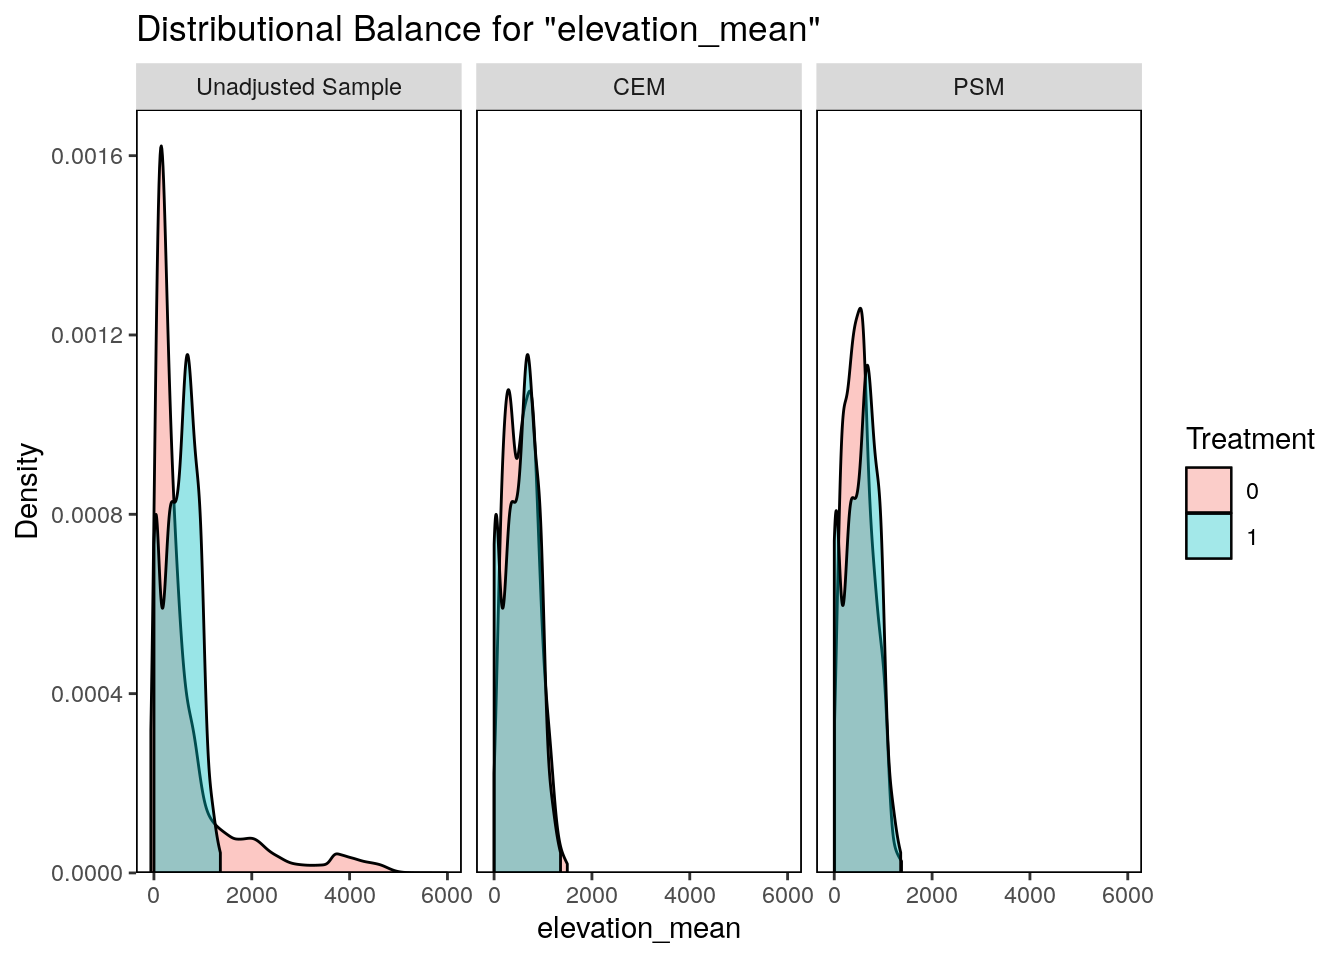 Distributional Balance for "elevation_mean"
Unadjusted Sample CEM PSM
0.0016
0.0012
0.0008
0.0004
0.0000
Density
0 2000 4000 6000 0 2000 4000 6000 0 2000 4000 6000
elevation_mean
Treatment
0
1